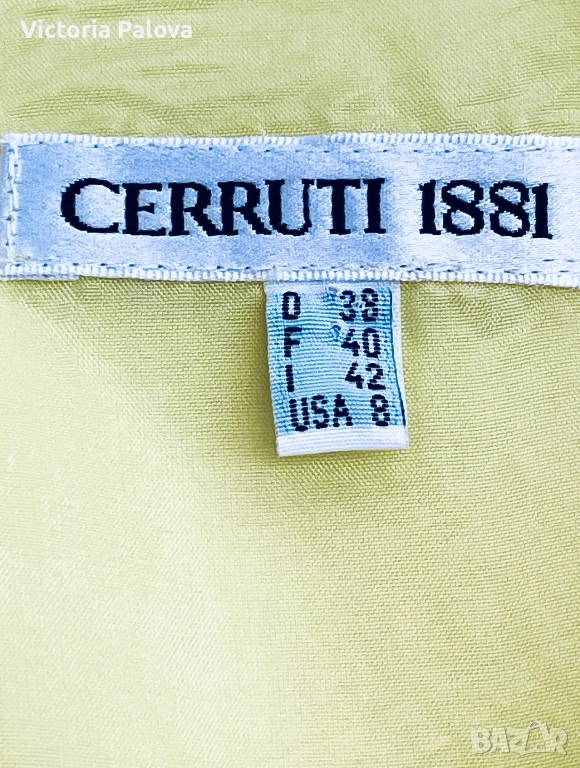 Victoria Palova
CERRUTI 1881
D 38
F 40
I 42
USA 8
BAZAR